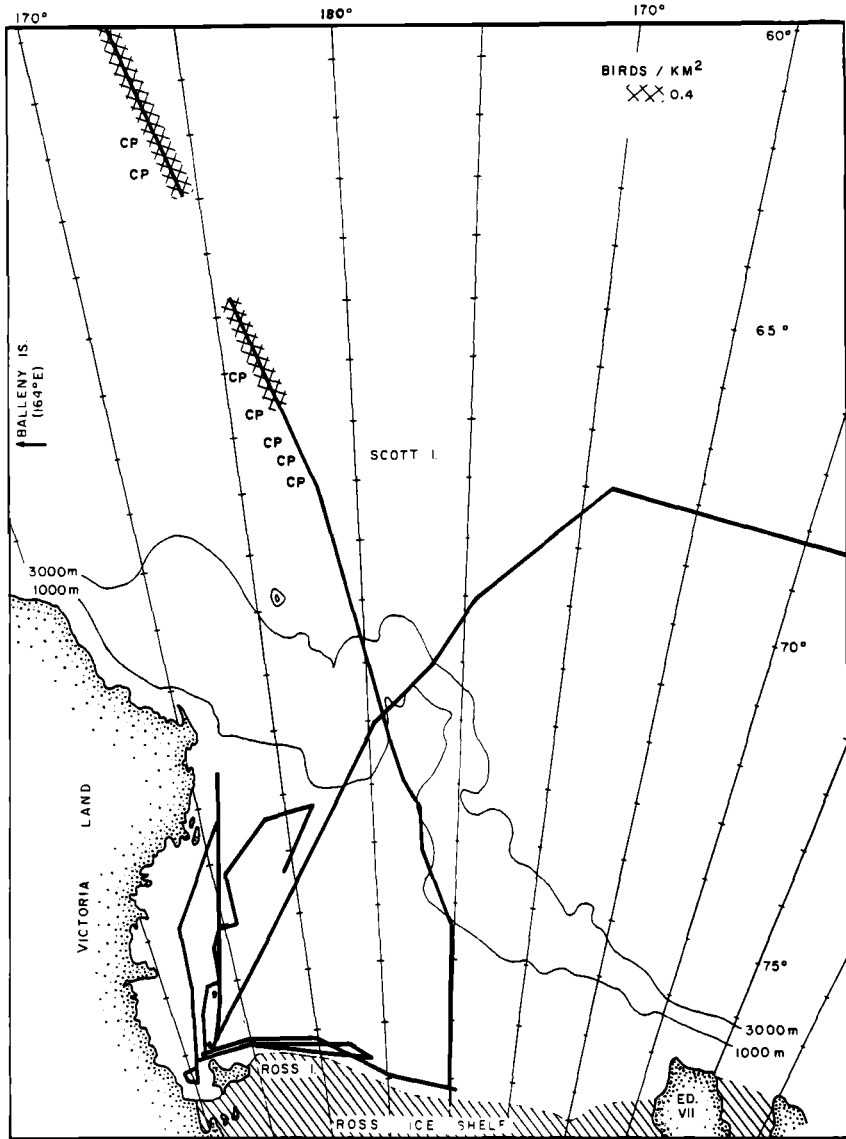 170°
180°
170°
60°
BIRDS / KM²
0.4
CP
CP
65°
BALLENY IS.
(164°E)
CP
CP
CP
CP
CP
SCOTT I.
3000m
1000m
70°
VICTORIA LAND
75°
3000m
1000m
ROSS I.
ED.
VII
ROSS ICE SHELF